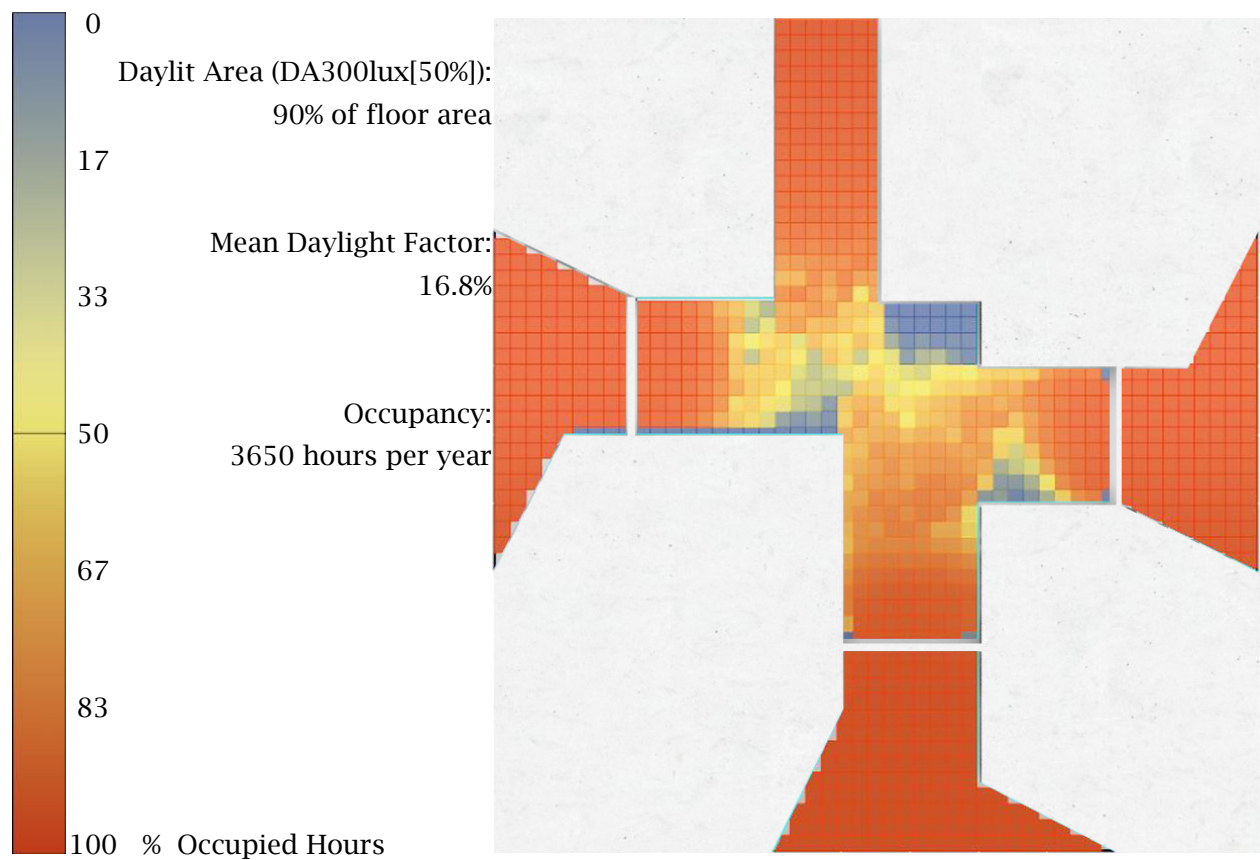 0
Daylit Area (DA300lux[50%]):
90% of floor area
17
Mean Daylight Factor:
16.8%
33
Occupancy:
50
3650 hours per year
67
83
100 % Occupied Hours